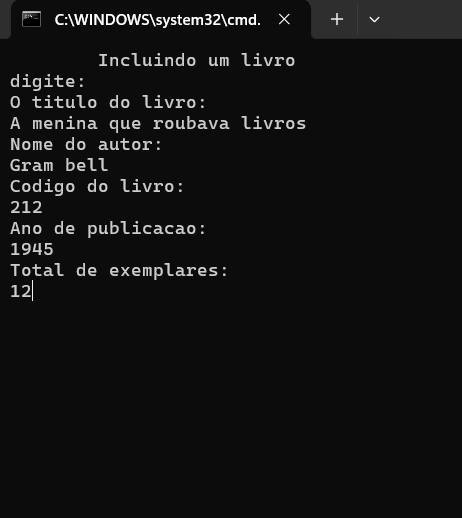 C:\WINDOWS\system32\cmd.
Incluindo um livro
digite:
O titulo do livro:
A menina que roubava livros
Nome do autor:
Gram bell
Codigo do livro:
212
Ano de publicacao:
1945
Total de exemplares:
12